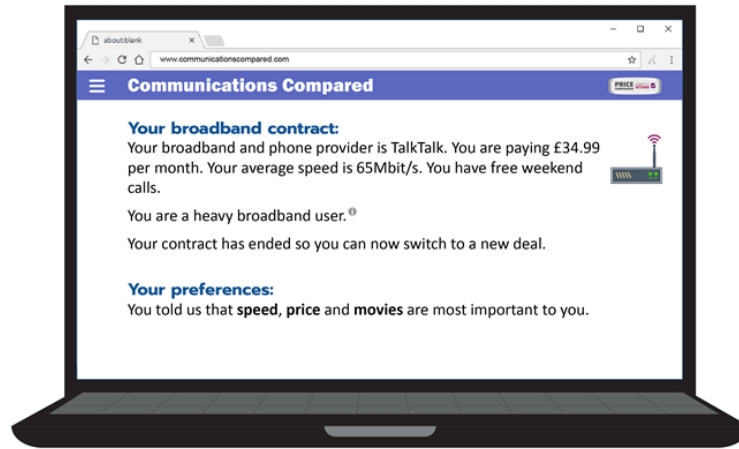 about:blank
www.communicationscompared.com
Communications Compared
PRICE
Your broadband contract:
Your broadband and phone provider is TalkTalk. You are paying £34.99
per month. Your average speed is 65Mbit/s. You have free weekend
calls.
You are a heavy broadband user.
Your contract has ended so you can now switch to a new deal.
Your preferences:
You told us that speed, price and movies are most important to you.